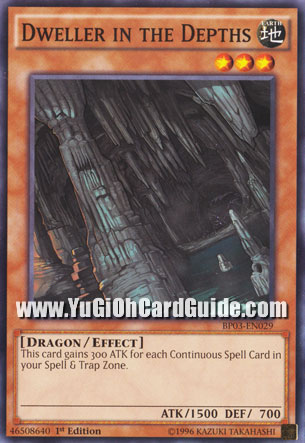 DWELLER IN THE DEPTHS
EARTH
地
www.YuGiOhCardGuide.com
BP03-EN029
[DRAGON / EFFECT]
This card gains 300 ATK for each Continuous Spell Card in
your Spell & Trap Zone.
ATK/1500 DEF/ 700
46508640 1st Edition ©1996 KAZUKI TAKAHASHI